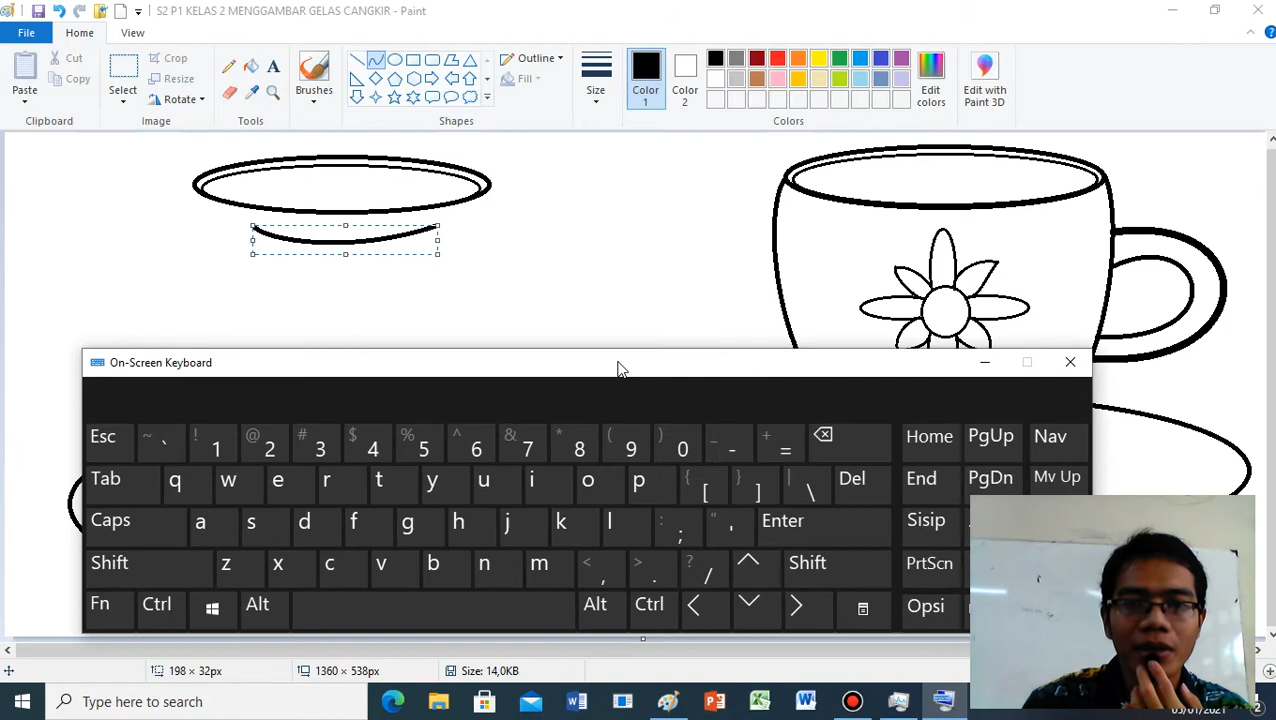 S2 P1 KELAS 2 MENGGAMBAR GELAS CANGKIR - Paint
File Home View
Paste Cut Copy Clipboard
Select Crop Resize Rotate Image
Tools
Brushes
Outline Fill Shapes
Size
Color 1 Color 2 Edit colors Colors
Edit with Paint 3D
On-Screen Keyboard
Esc ~ ` ! 1 @ 2 # 3 $ 4 % 5 ^ 6 & 7 * 8 ( 9 ) 0 _ - + = Home PgUp Nav
Tab q w e r t y u i o p { [ } ] | \ Del End PgDn Mv Up
Caps a s d f g h j k l : ; " ' Enter Sisip
Shift z x c v b n m < , > . ? / Shift PrtScn
Fn Ctrl Alt Alt Ctrl Opsi
198 × 32px 1360 × 538px Size: 14,0KB
Type here to search
05/01/2021 2